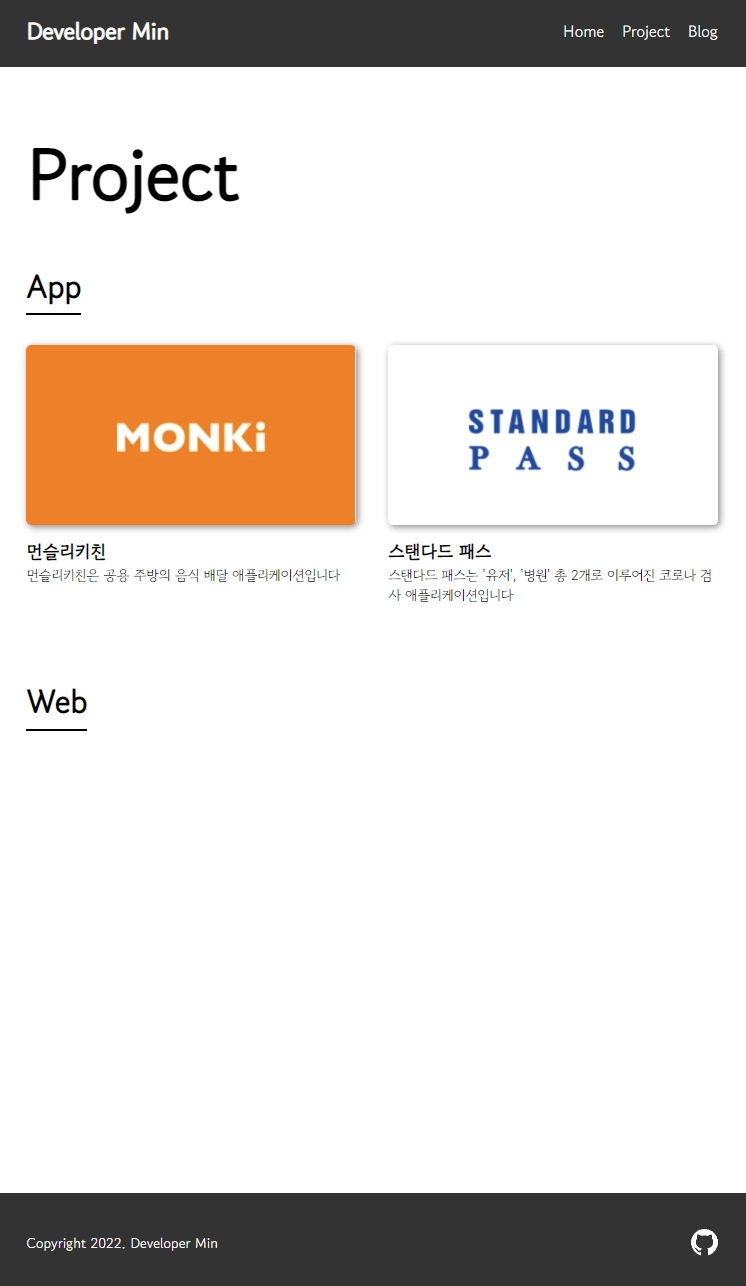 Developer Min
Home Project Blog
Project
App
MONKi
STANDARD
PASS
먼슬리키친
먼슬리키친은 공용 주방의 음식 배달 애플리케이션입니다
스탠다드 패스
스탠다드 패스는 '유저', '병원' 총 2개로 이루어진 코로나 검
사 애플리케이션입니다
Web
Copyright 2022. Developer Min